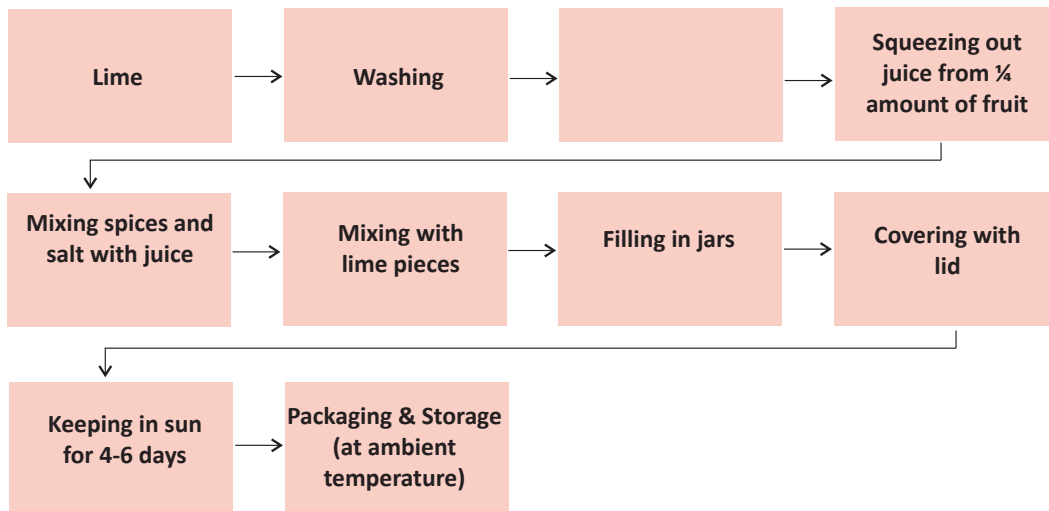 Lime
Washing
Squeezing out
juice from ¼
amount of fruit
Mixing spices and
salt with juice
Mixing with
lime pieces
Filling in jars
Covering with
lid
Keeping in sun
for 4-6 days
Packaging & Storage
(at ambient
temperature)